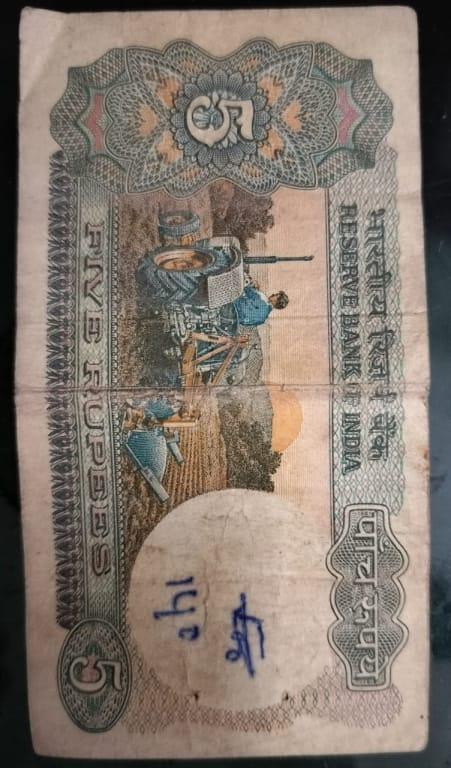 भारतीय रिज़र्व बैंक
RESERVE BANK OF INDIA
पांच रुपये
5
FIVE RUPEES
5